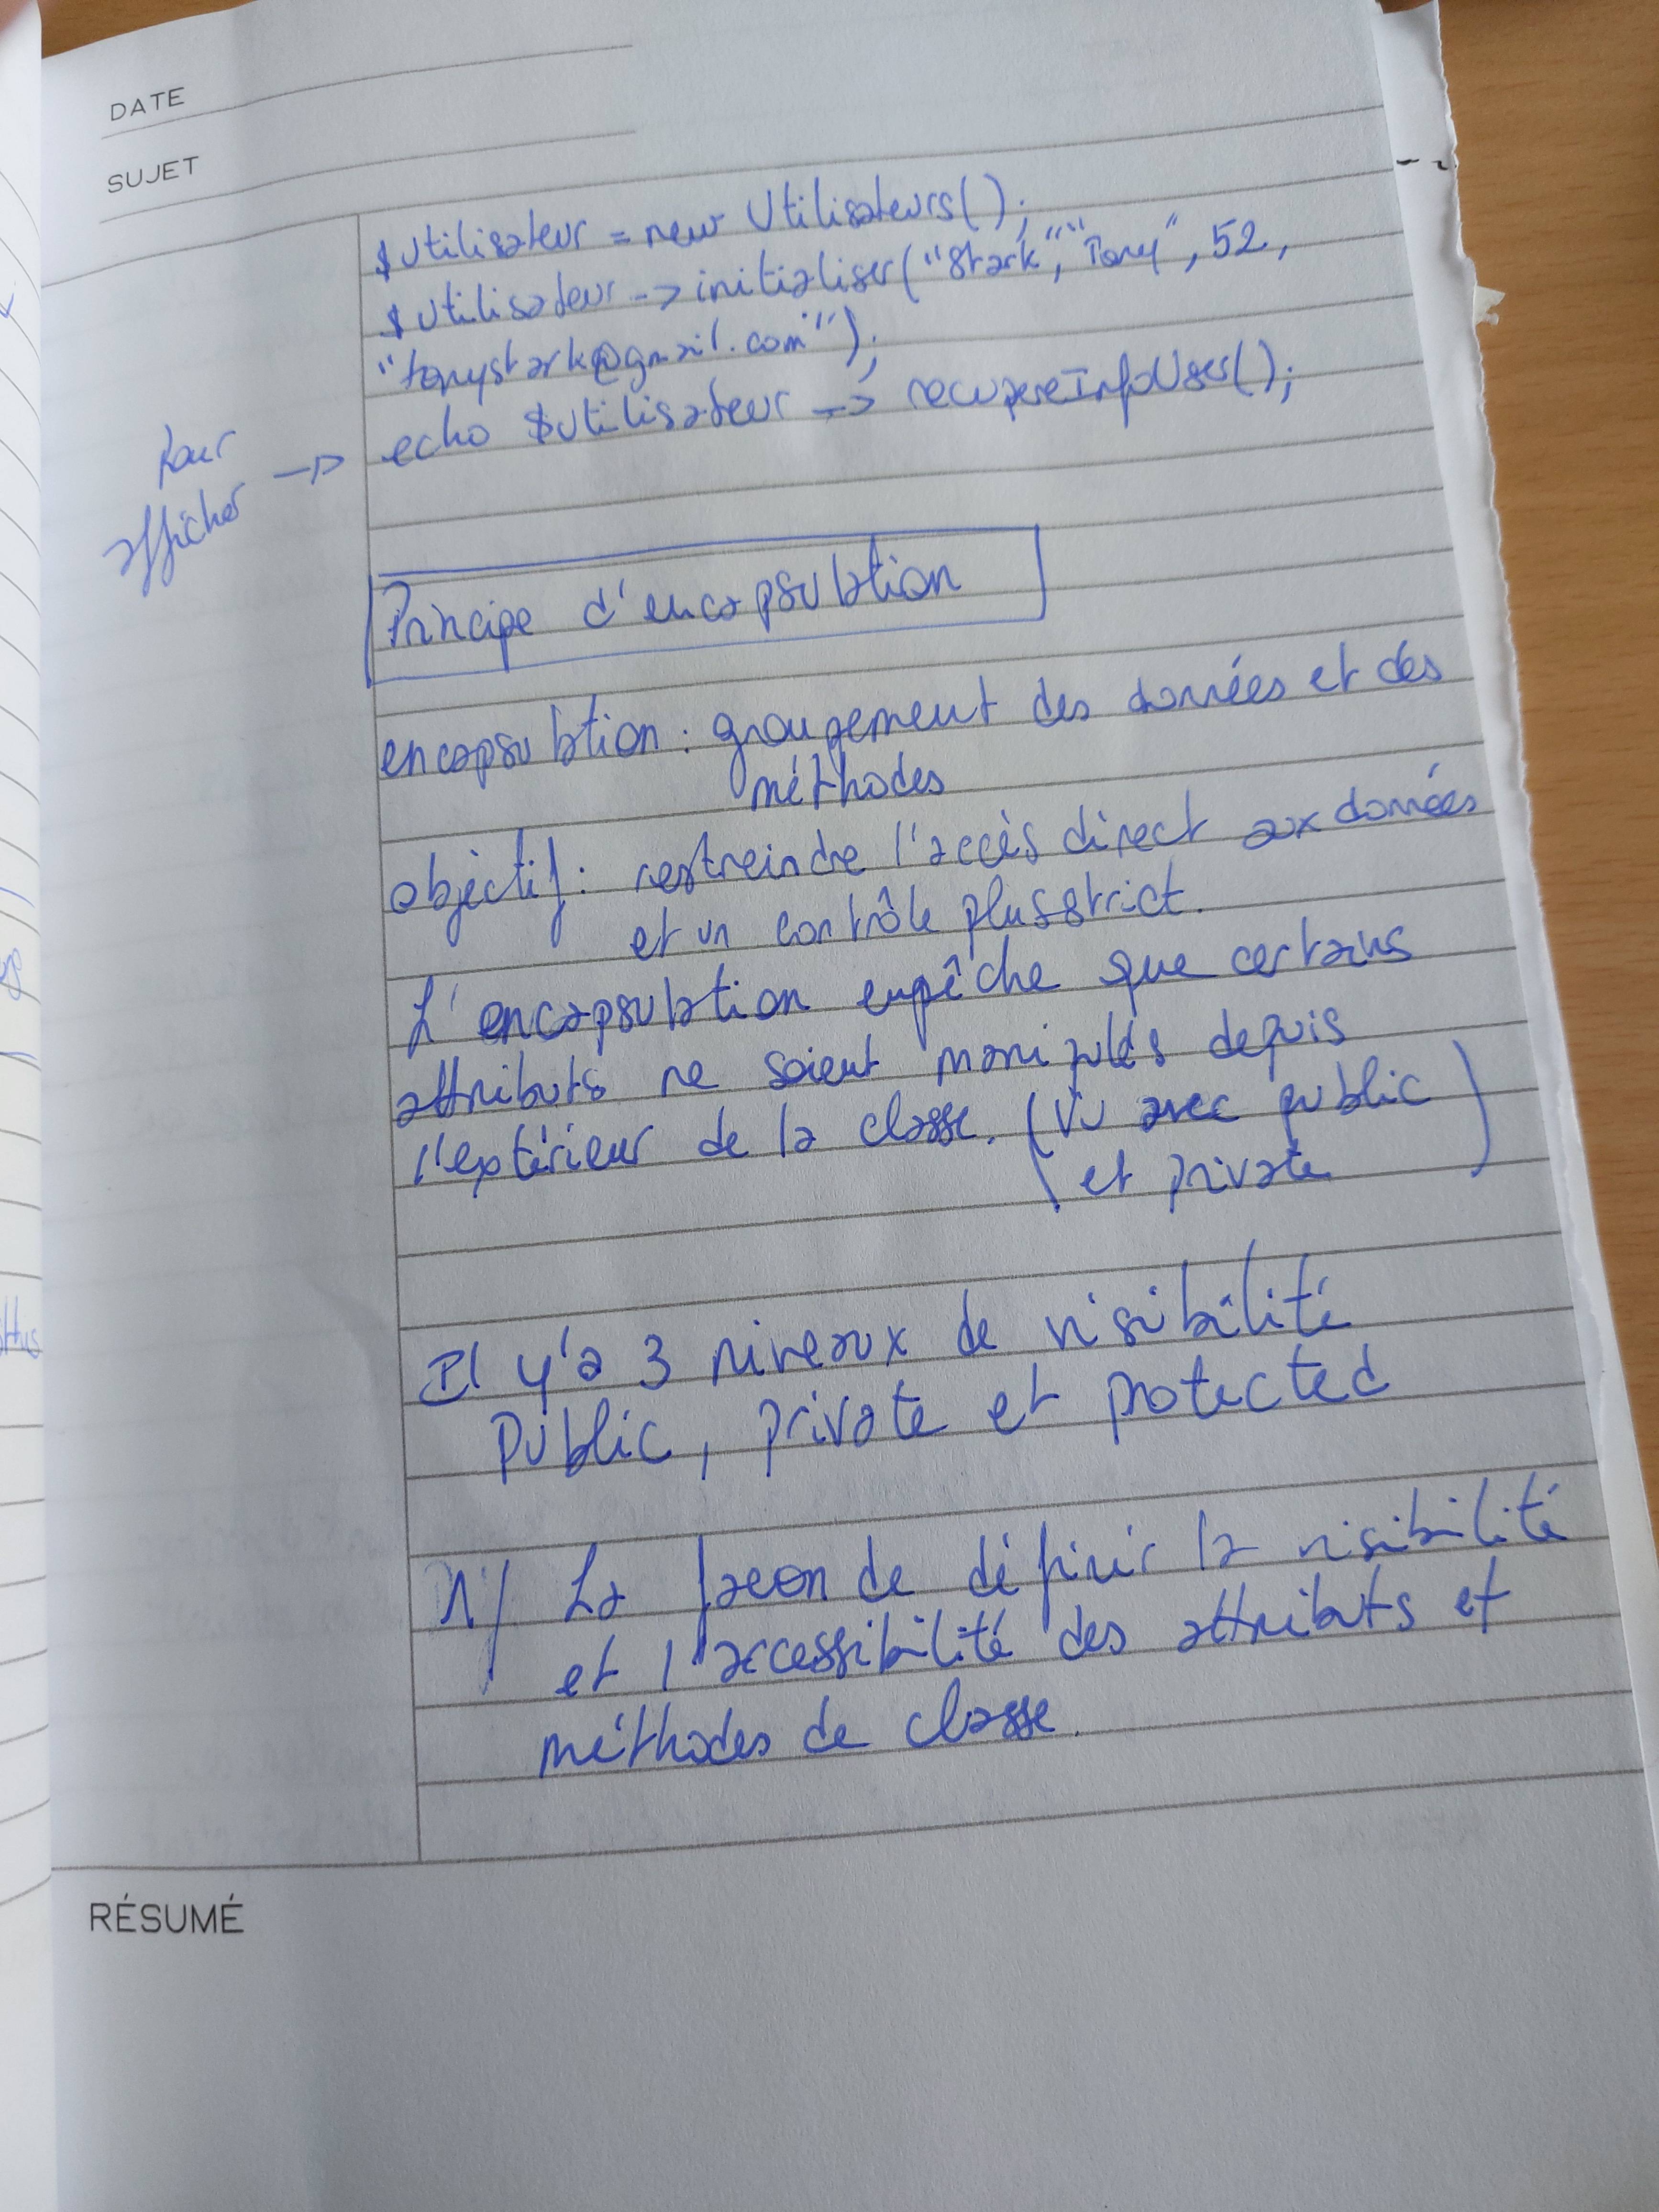 DATE
SUJET
$utilisateur = new Utilisateurs();
$utilisateur -> initialiser("Stark", "Tony", 52,
"tonystark@gmail.com");
echo $utilisateur -> recupereInfoUser();
Pour
afficher ->
Principe d'encapsulation
encapsulation : groupement des données et des
méthodes
objectif : restreindre l'accès direct aux données
et un contrôle plus strict.
L'encapsulation empêche que certains
attributs ne soient manipulés depuis
l'extérieur de la classe. (Vu avec public
et private)
Il y'a 3 niveaux de visibilité
Public, private et protected
N/ La facon de définir la visibilité
et l'accessibilité des attributs et
méthodes de classe.
RÉSUMÉ